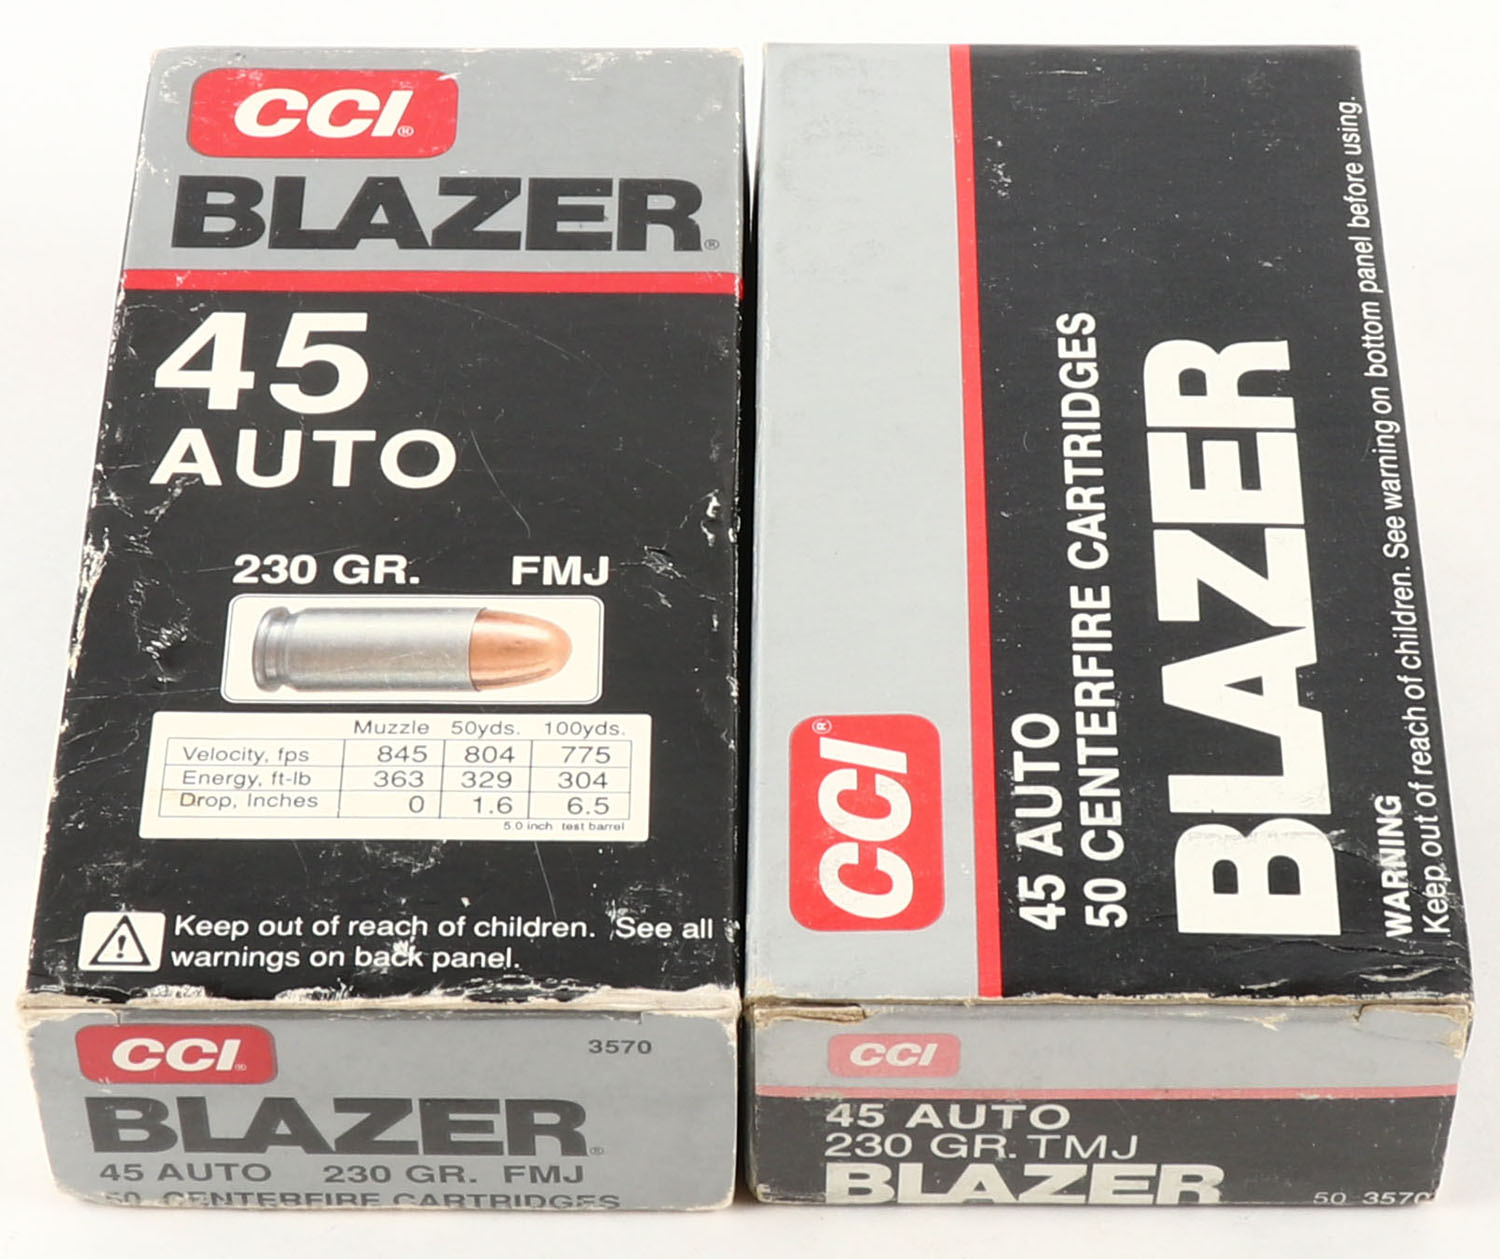 CCI®
BLAZER®
45
AUTO
230 GR. FMJ
Muzzle 50yds. 100yds.
Velocity, fps 845 804 775
Energy, ft-lb 363 329 304
Drop, Inches 0 1.6 6.5
5.0 inch test barrel
Keep out of reach of children. See all
warnings on back panel.
CCI®
3570
BLAZER®
45 AUTO 230 GR. FMJ
50 CENTERFIRE CARTRIDGES
CCI®
45 AUTO
50 CENTERFIRE CARTRIDGES
BLAZER
WARNING
Keep out of reach of children. See warning on bottom panel before using.
CCI
45 AUTO
230 GR. TMJ
BLAZER
50 3570